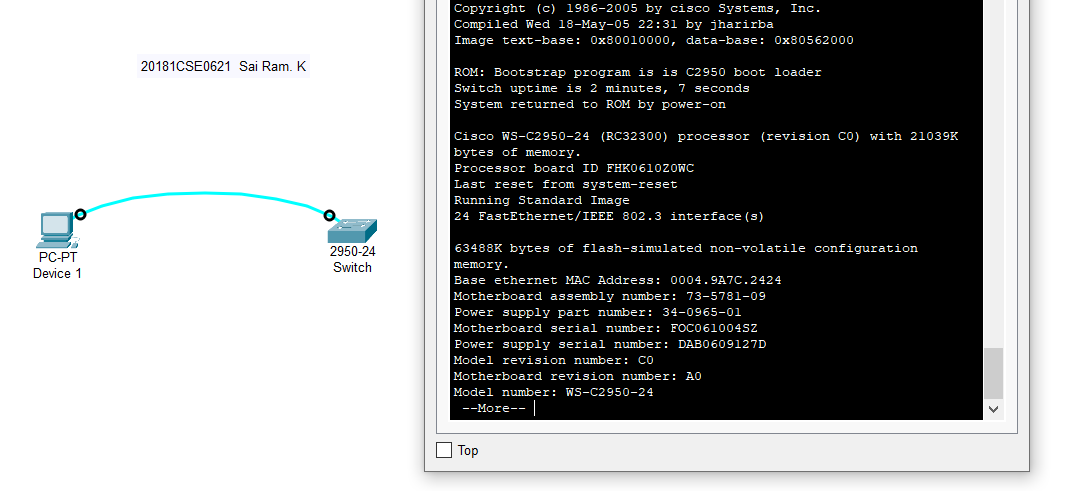 20181CSE0621 Sai Ram. K
PC-PT
Device 1
2950-24
Switch
Copyright (c) 1986-2005 by cisco Systems, Inc.
Compiled Wed 18-May-05 22:31 by jharirba
Image text-base: 0x80010000, data-base: 0x80562000
ROM: Bootstrap program is is C2950 boot loader
Switch uptime is 2 minutes, 7 seconds
System returned to ROM by power-on
Cisco WS-C2950-24 (RC32300) processor (revision C0) with 21039K
bytes of memory.
Processor board ID FHK0610Z0WC
Last reset from system-reset
Running Standard Image
24 FastEthernet/IEEE 802.3 interface(s)
63488K bytes of flash-simulated non-volatile configuration
memory.
Base ethernet MAC Address: 0004.9A7C.2424
Motherboard assembly number: 73-5781-09
Power supply part number: 34-0965-01
Motherboard serial number: FOC061004SZ
Power supply serial number: DAB0609127D
Model revision number: C0
Motherboard revision number: A0
Model number: WS-C2950-24
--More--
Top